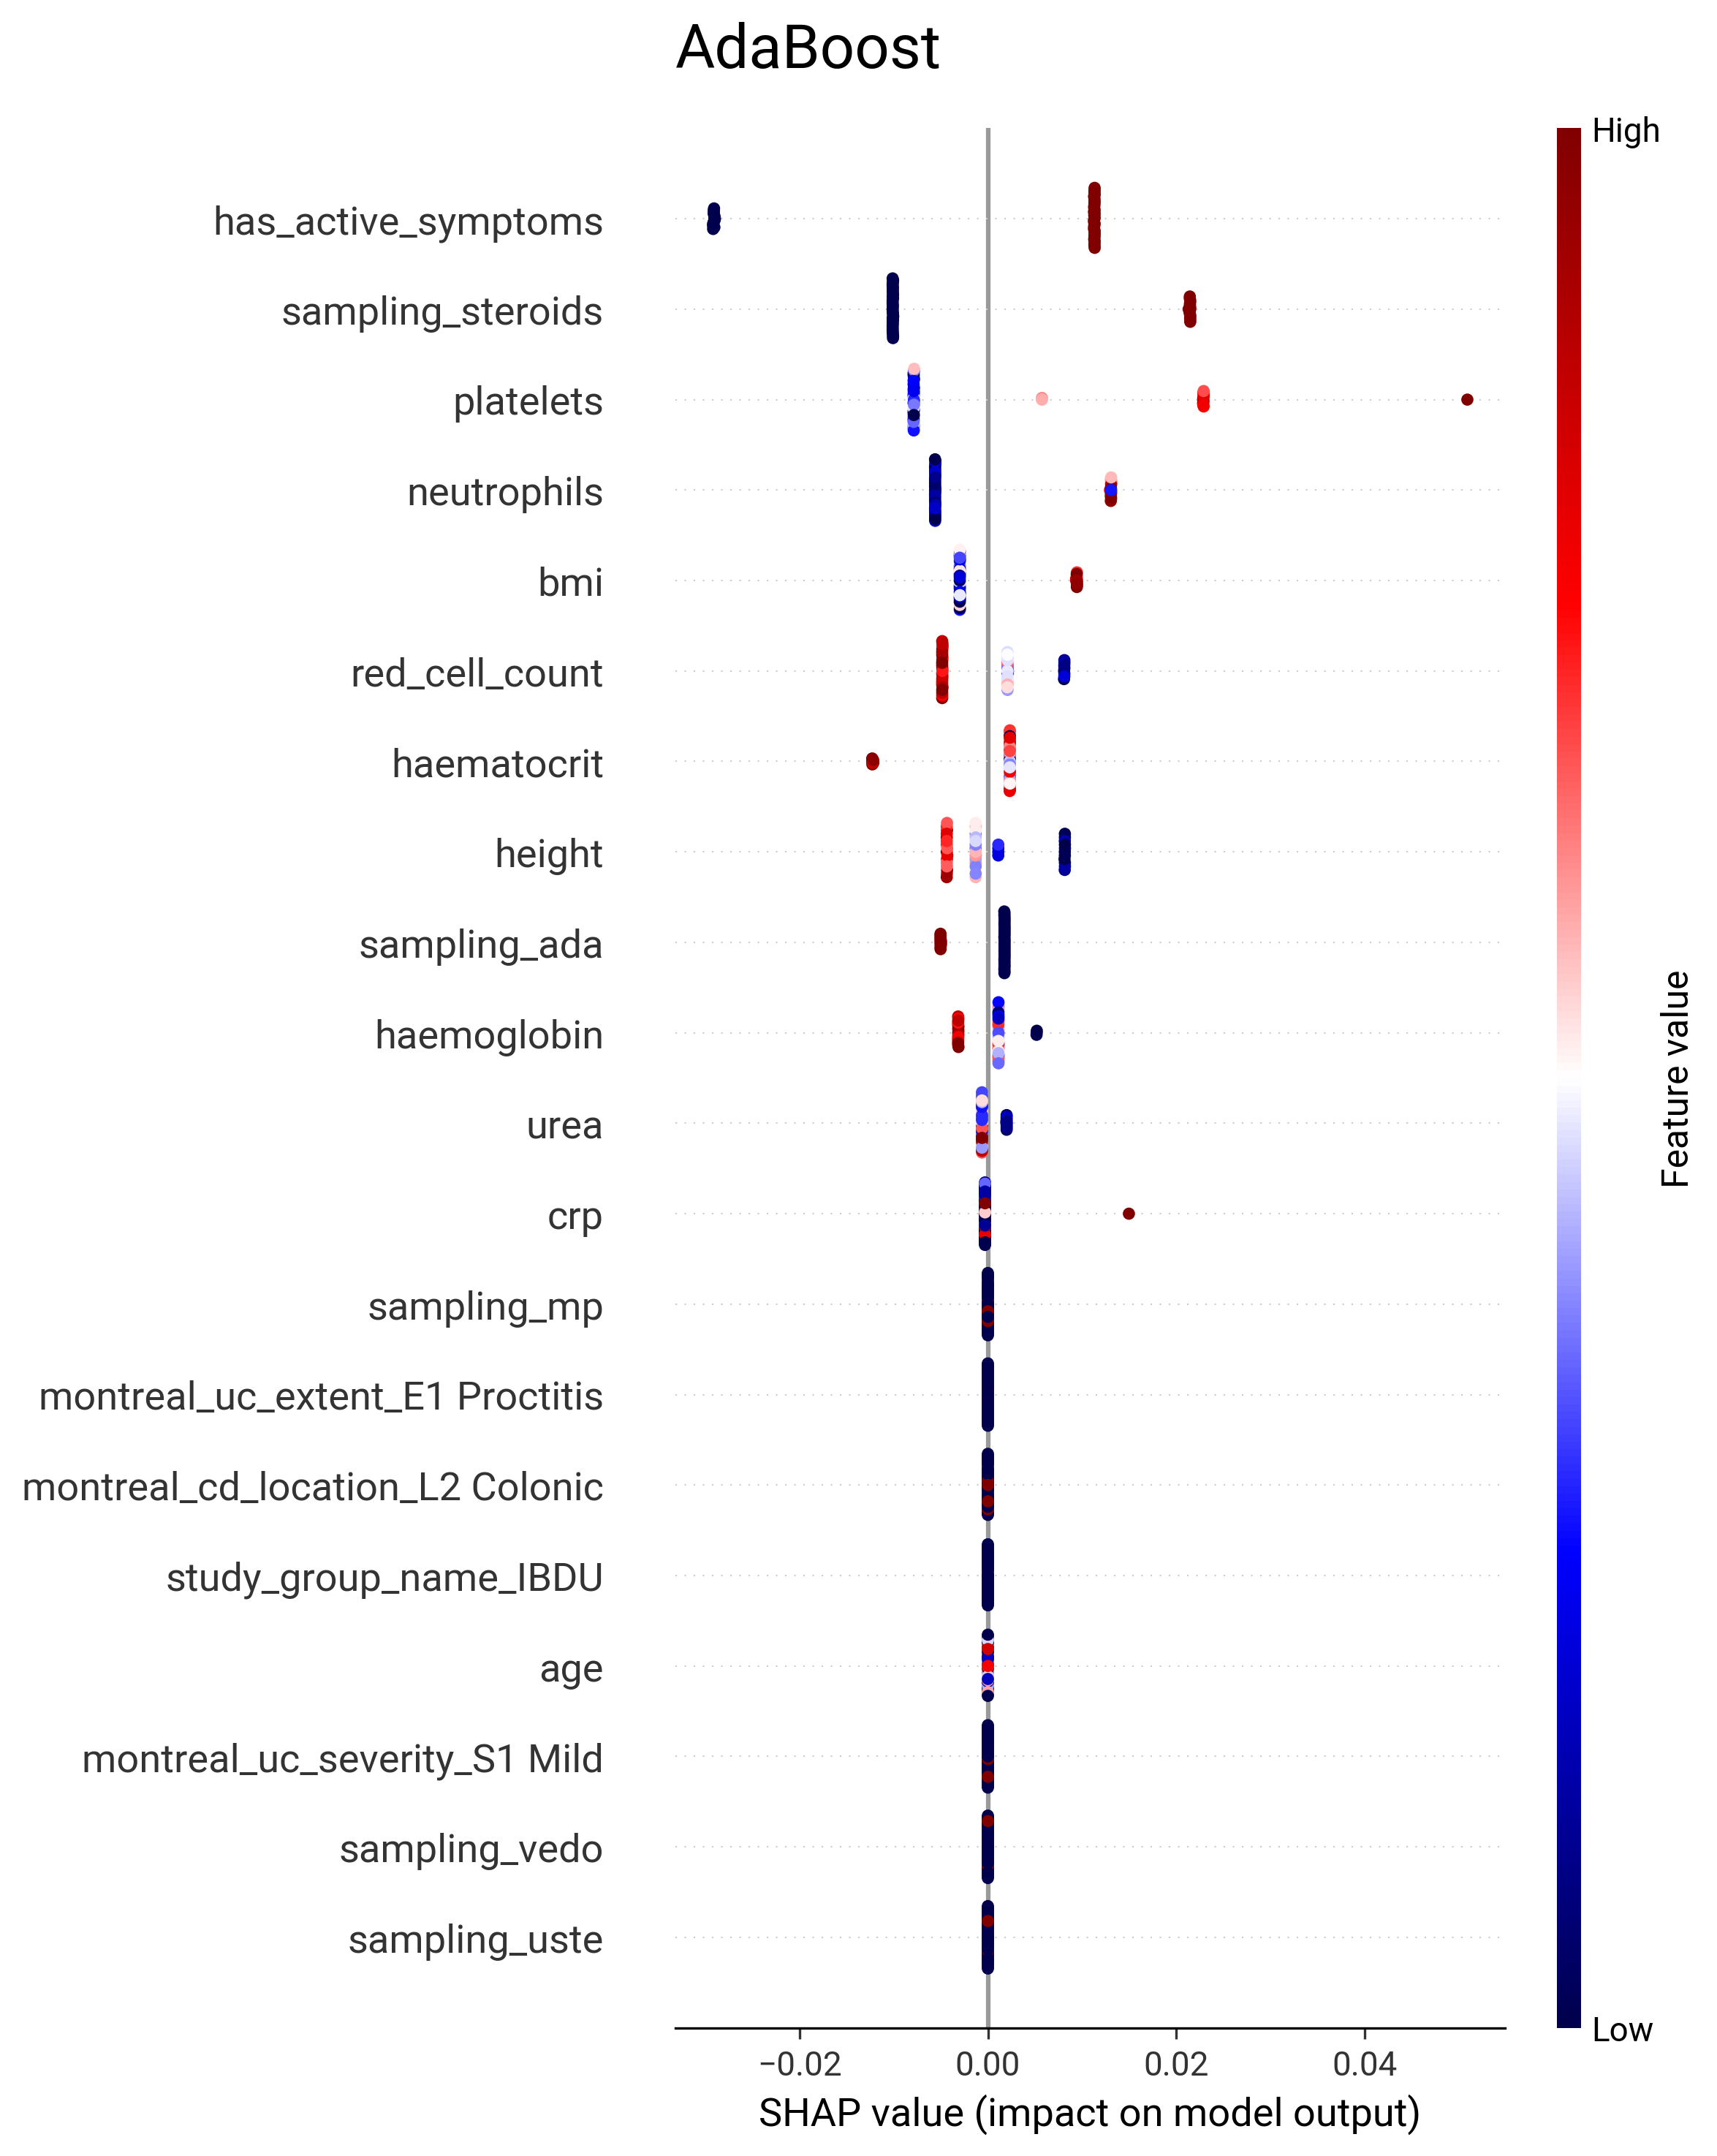 AdaBoost
High
has_active_symptoms
sampling_steroids
platelets
neutrophils
bmi
red_cell_count
haematocrit
height
sampling_ada
haemoglobin
urea
crp
sampling_mp
montreal_uc_extent_E1 Proctitis
montreal_cd_location_L2 Colonic
study_group_name_IBDU
age
montreal_uc_severity_S1 Mild
sampling_vedo
sampling_uste
Feature value
Low
−0.02 0.00 0.02 0.04
SHAP value (impact on model output)